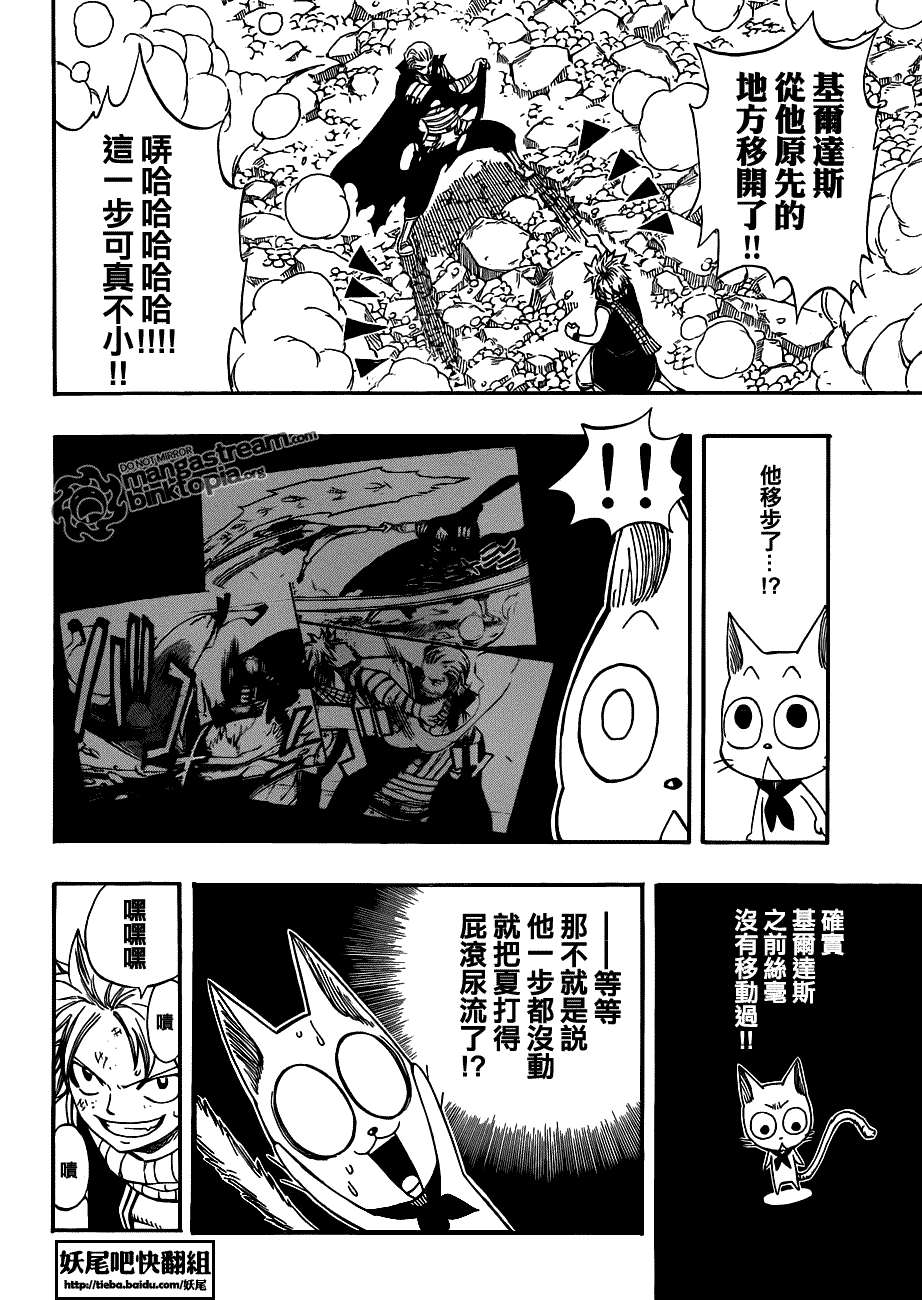 基爾達斯
從他原先的
地方移開了!!
哢哈哈哈哈哈!!!!
這一步可真不小!!
他移步了…!?
!!
DO NOT MIRROR
mangastream.com
binktopia.org
確實
基爾達斯
之前絲毫
沒有移動過!!
——等等
那不就是説
他一步都沒動
就把夏打得
屁滾尿流了!?
嘿嘿嘿
嘖
嘖
妖尾吧快翻組
http://tieba.baidu.com/妖尾